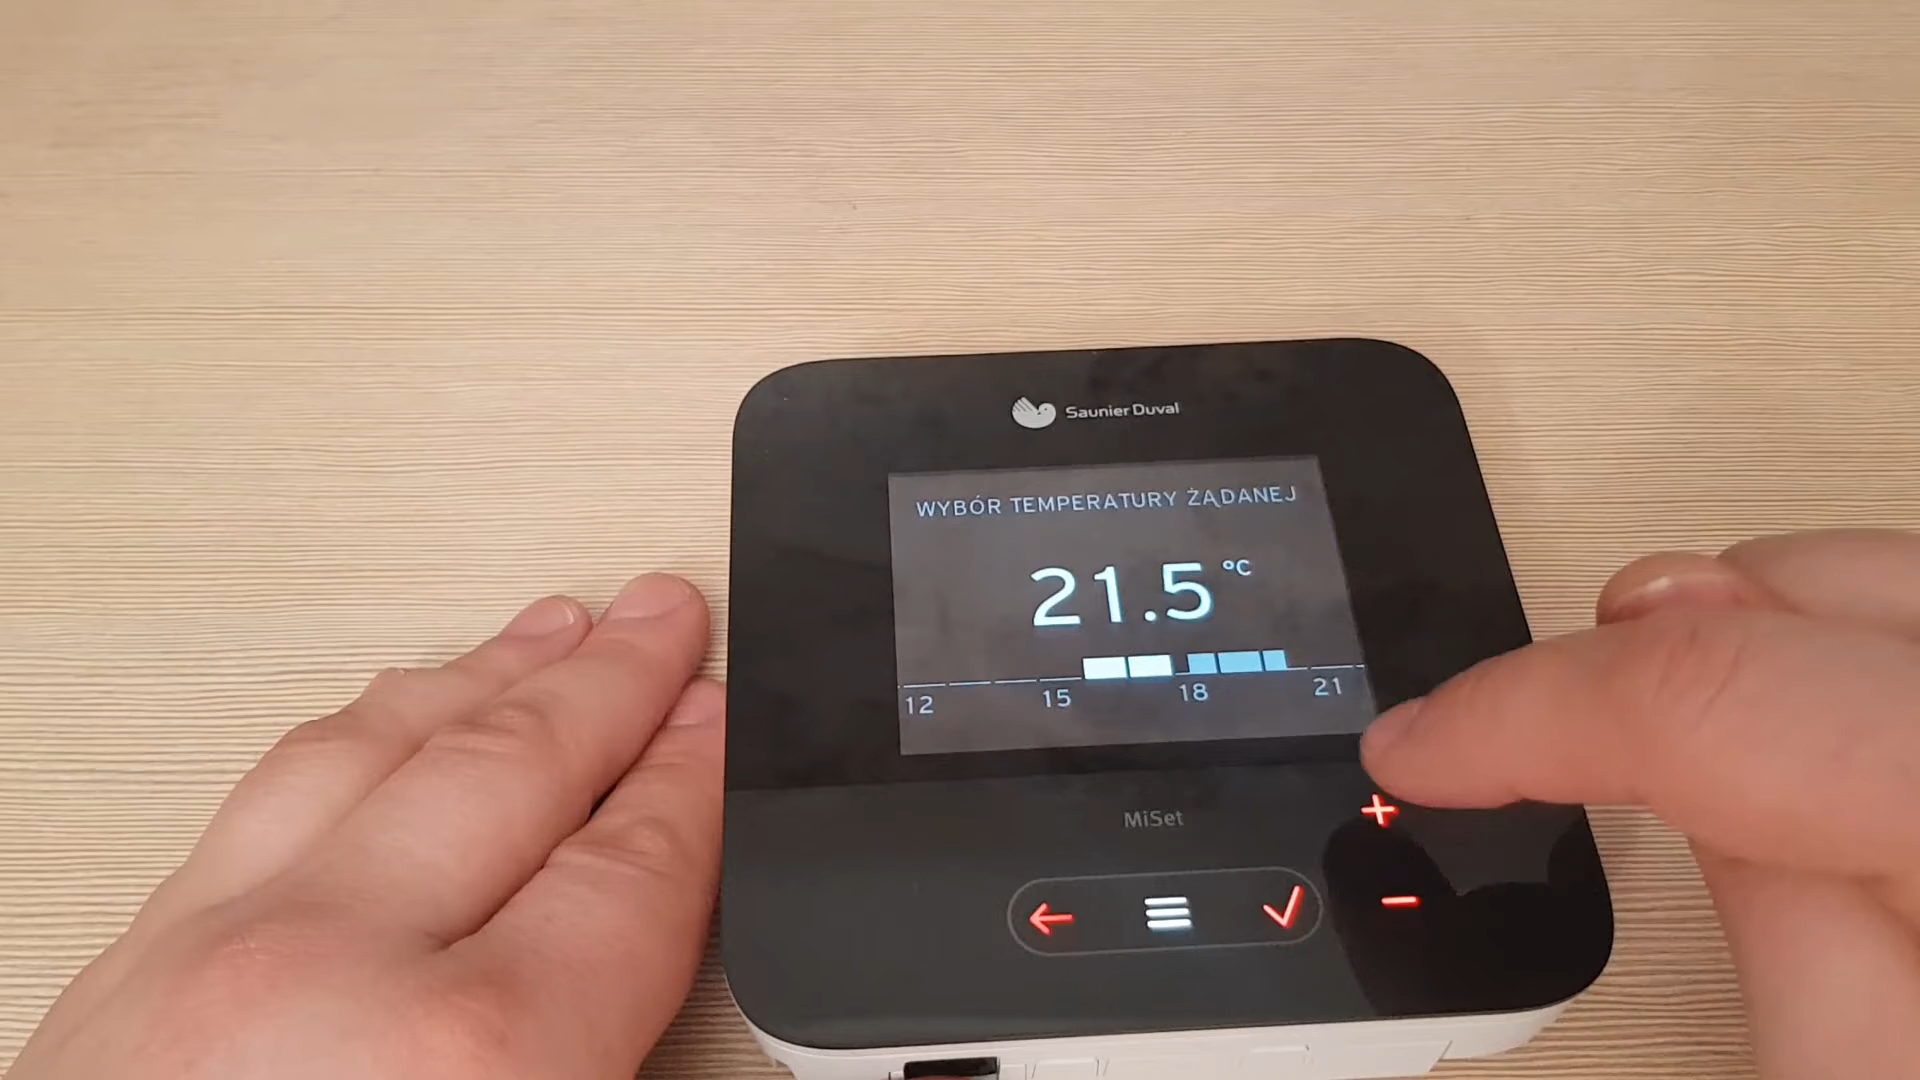 Saunier Duval
WYBÓR TEMPERATURY ŻĄDANEJ
21.5 °C
12 15 18 21
MiSet
+
-